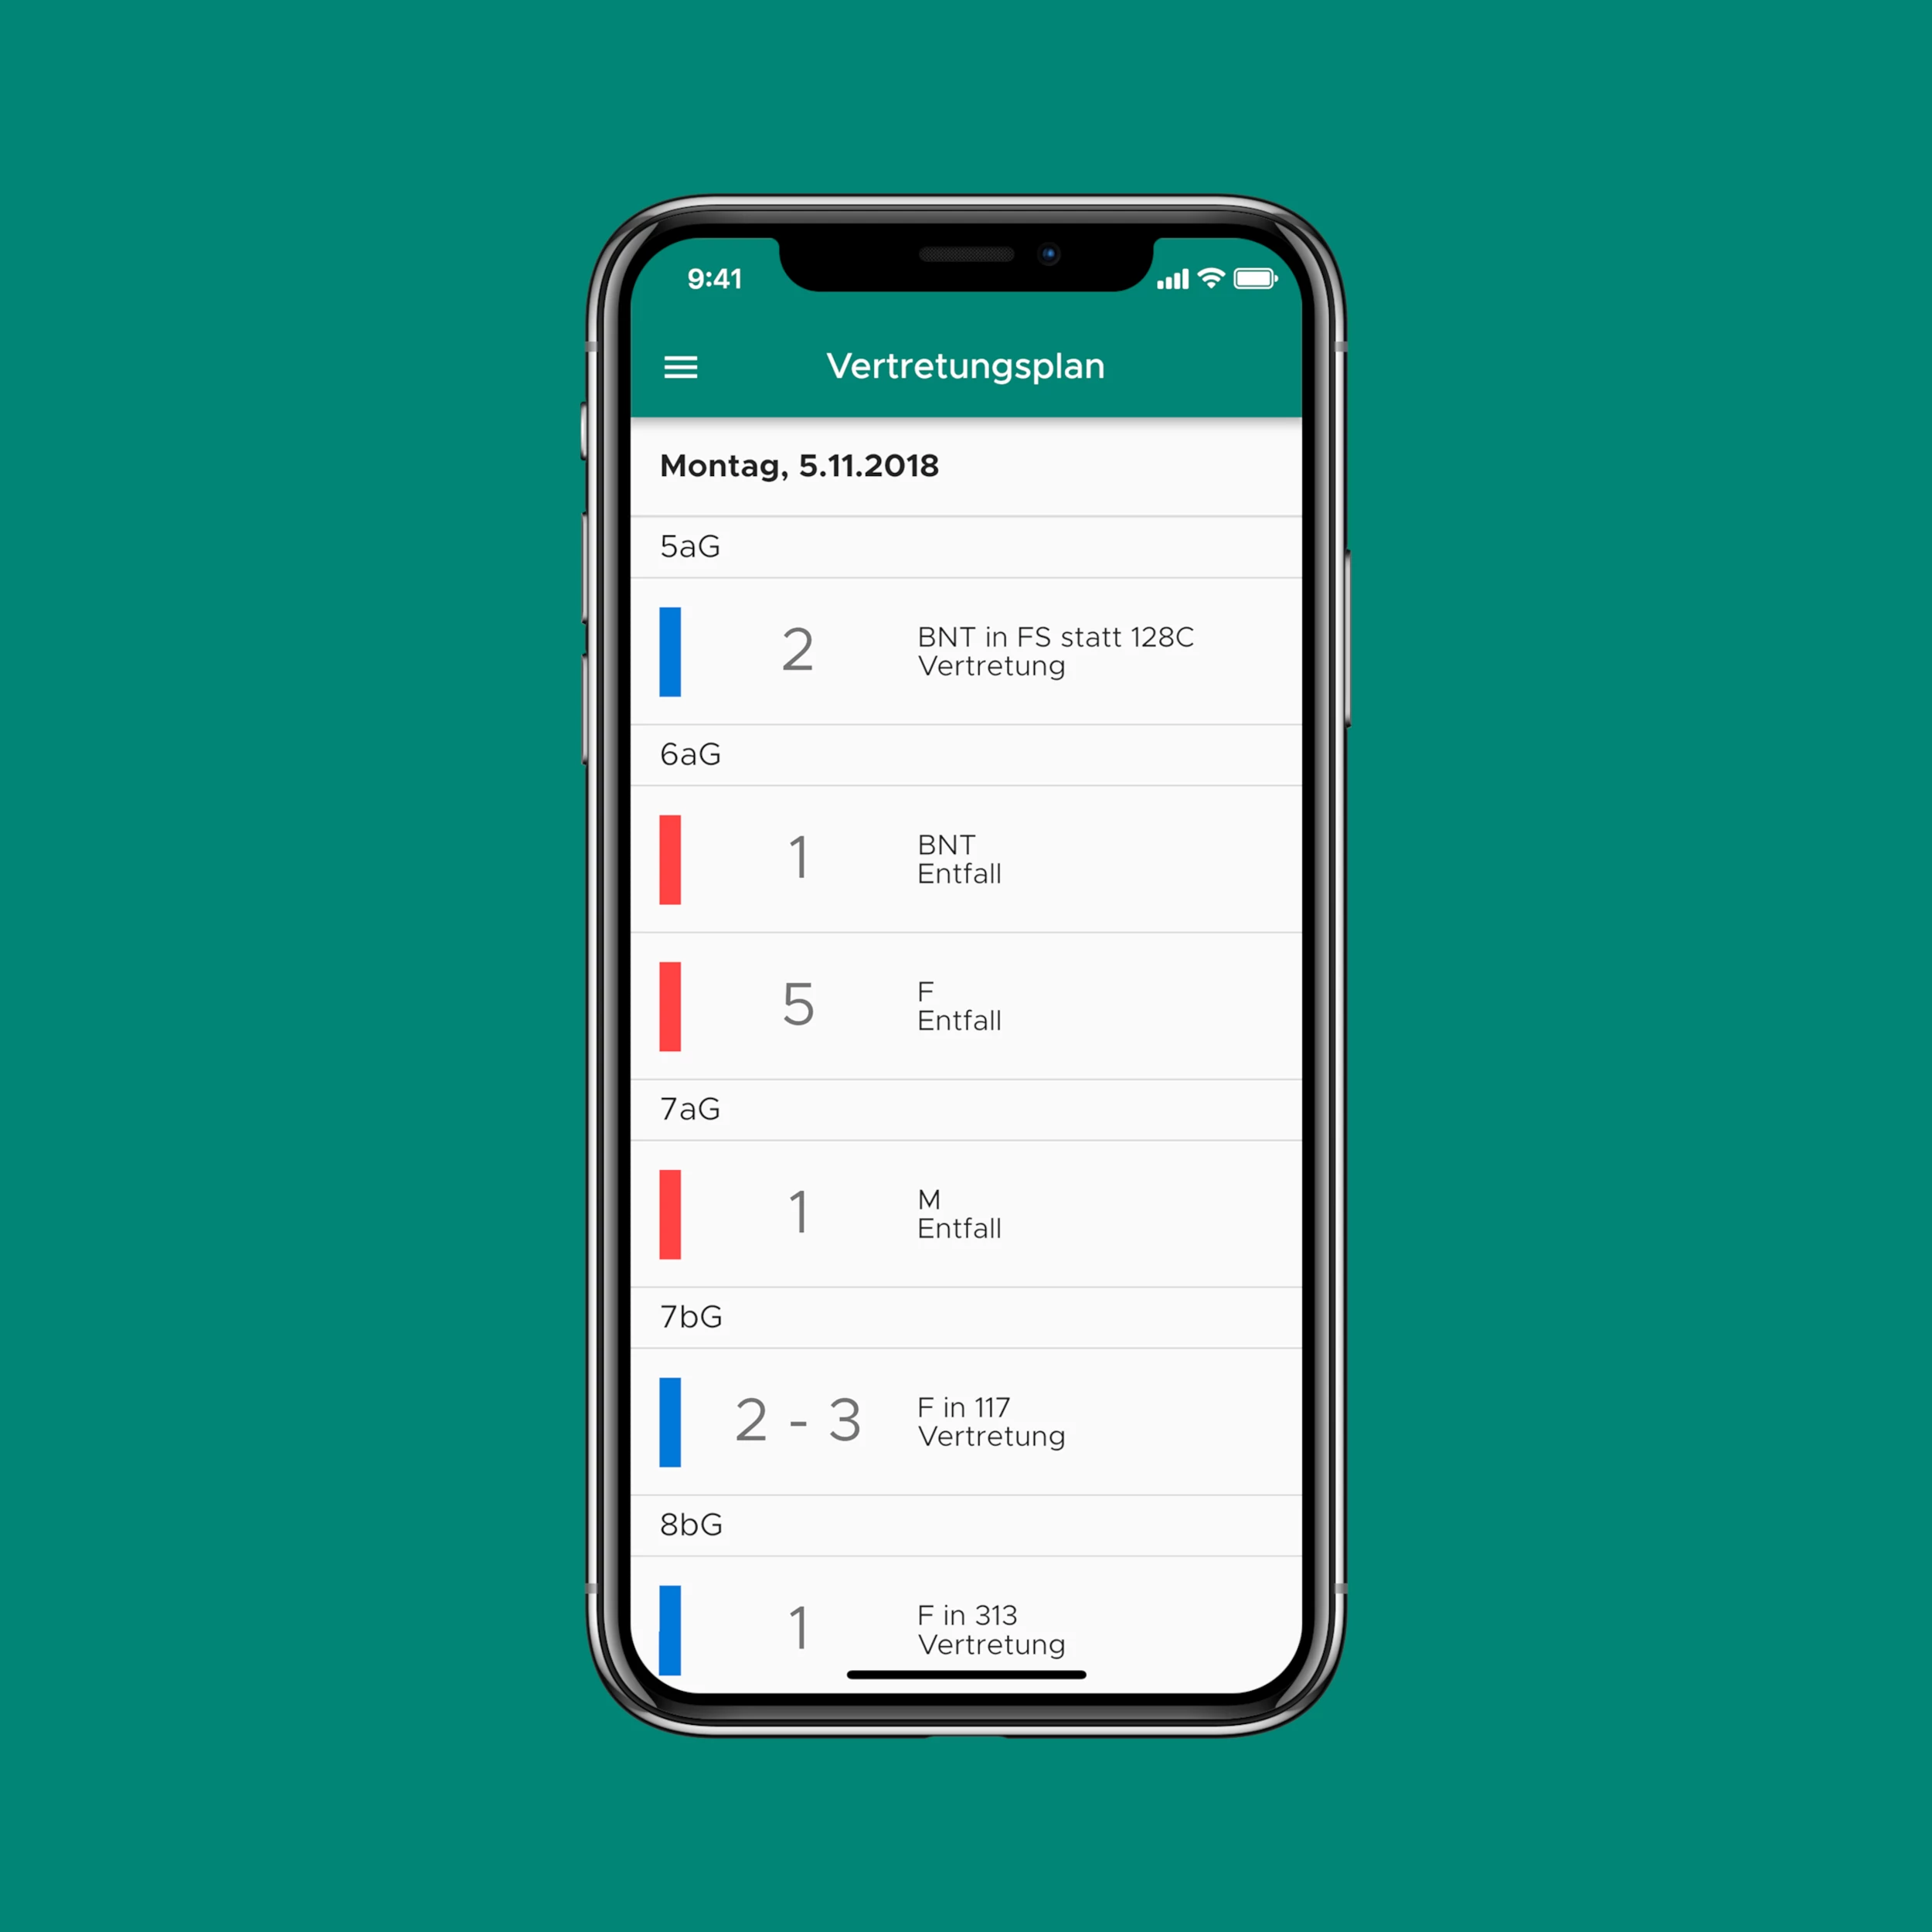 9:41
Vertretungsplan
Montag, 5.11.2018
5aG
2
BNT in FS statt 128C
Vertretung
6aG
1
BNT
Entfall
5
F
Entfall
7aG
1
M
Entfall
7bG
2 - 3
F in 117
Vertretung
8bG
1
F in 313
Vertretung